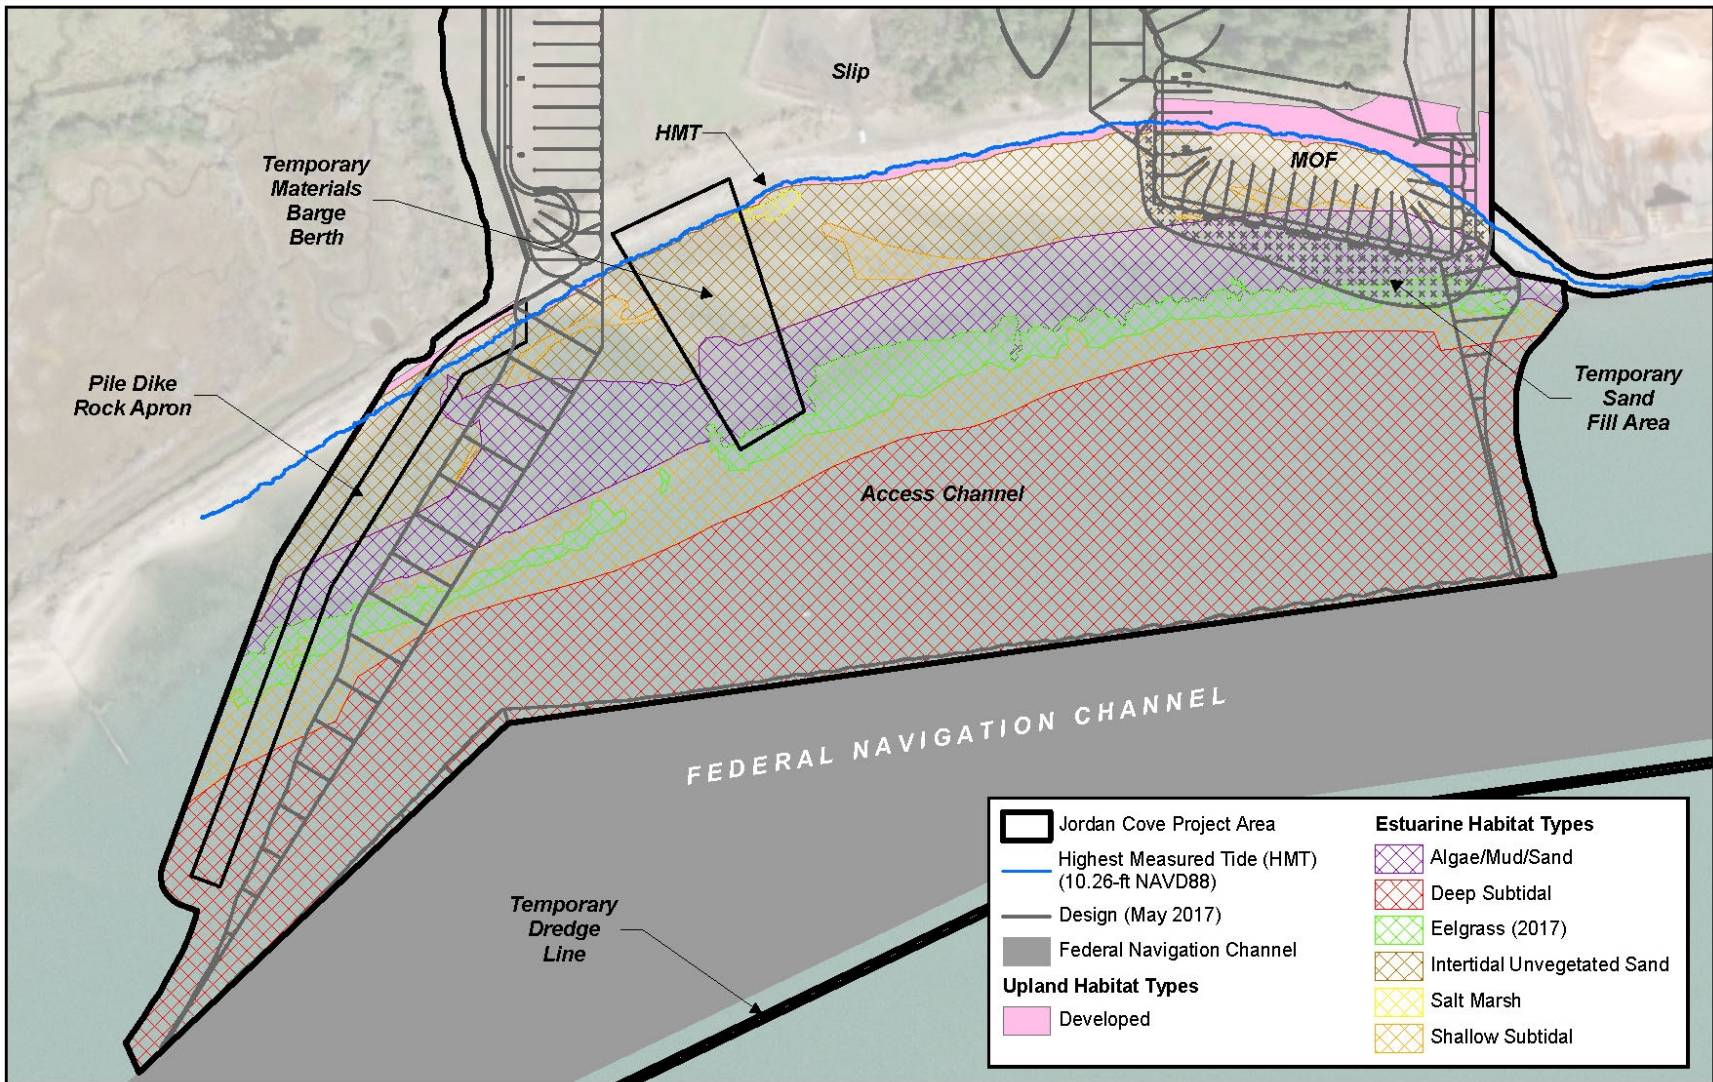 Slip
HMT
MOF
Temporary
Materials
Barge
Berth
Pile Dike
Rock Apron
Temporary
Sand
Fill Area
Access Channel
FEDERAL NAVIGATION CHANNEL
Temporary
Dredge
Line
Jordan Cove Project Area
Highest Measured Tide (HMT)
(10.26-ft NAVD88)
Design (May 2017)
Federal Navigation Channel
Upland Habitat Types
Developed
Estuarine Habitat Types
Algae/Mud/Sand
Deep Subtidal
Eelgrass (2017)
Intertidal Unvegetated Sand
Salt Marsh
Shallow Subtidal